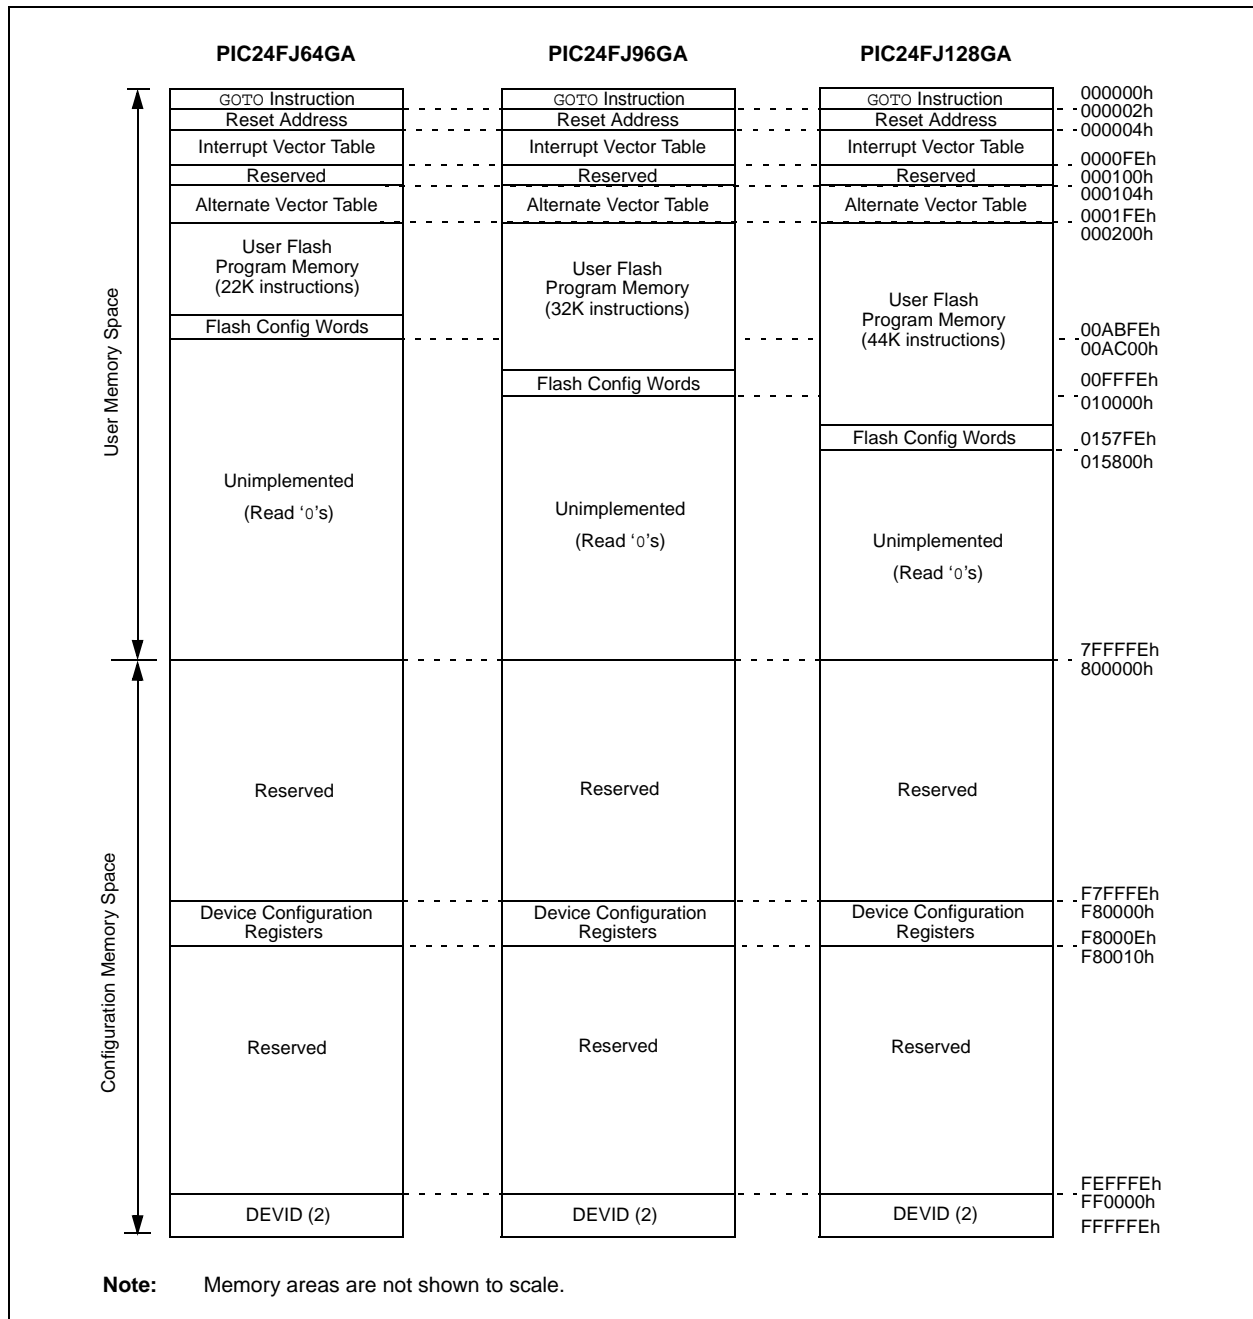 PIC24FJ64GA PIC24FJ96GA PIC24FJ128GA
GOTO Instruction GOTO Instruction GOTO Instruction 000000h
000002h
Reset Address Reset Address Reset Address
000004h
Interrupt Vector Table Interrupt Vector Table Interrupt Vector Table
0000FEh
Reserved Reserved Reserved 000100h
000104h
Alternate Vector Table Alternate Vector Table Alternate Vector Table
0001FEh
000200h
User Flash
Program Memory
(22K instructions)
User Flash
Program Memory
(32K instructions)
User Flash
Program Memory
(44K instructions)
Flash Config Words
00ABFEh
00AC00h
Flash Config Words
00FFFEh
010000h
Flash Config Words
0157FEh
015800h
User Memory Space
Unimplemented
(Read ‘0’s)
Unimplemented
(Read ‘0’s)
Unimplemented
(Read ‘0’s)
7FFFFEh
800000h
Reserved Reserved Reserved
F7FFFEh
F80000h
Device Configuration
Registers
Device Configuration
Registers
Device Configuration
Registers
F8000Eh
F80010h
Configuration Memory Space
Reserved Reserved Reserved
FEFFFEh
FF0000h
DEVID (2) DEVID (2) DEVID (2)
FFFFFEh
Note: Memory areas are not shown to scale.